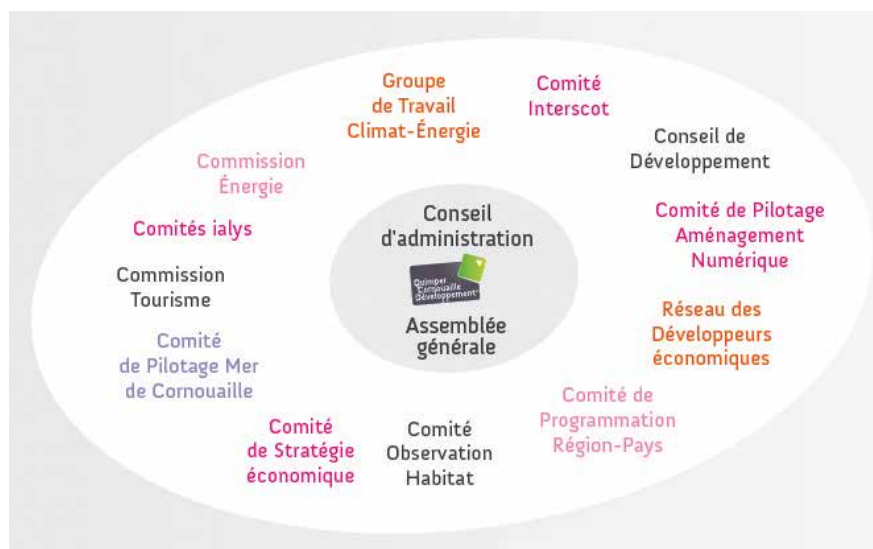 Groupe
de Travail
Climat-Énergie
Comité
Interscot
Conseil de
Développement
Commission
Énergie
Comités ialys
Comité de Pilotage
Aménagement
Numérique
Conseil
d'administration
Quimper
Cornouaille
Développement
Assemblée
générale
Commission
Tourisme
Réseau des
Développeurs
économiques
Comité
de Pilotage Mer
de Cornouaille
Comité de
Programmation
Région-Pays
Comité
de Stratégie
économique
Comité
Observation
Habitat